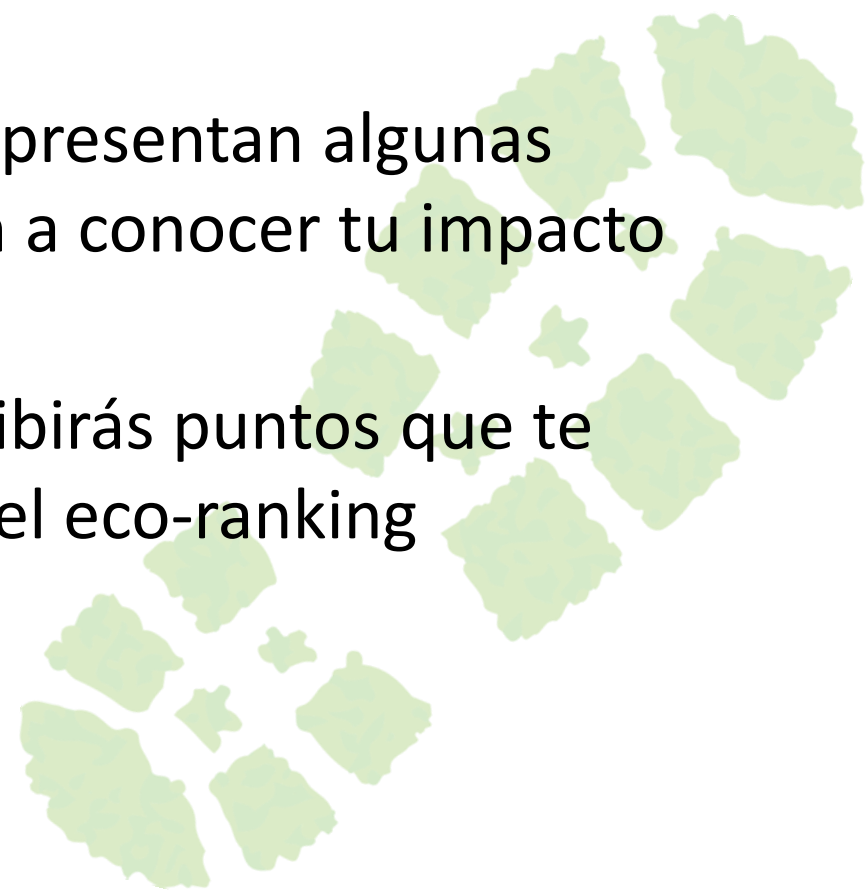 presentan algunas
a conocer tu impacto
ibirás puntos que te
el eco-ranking